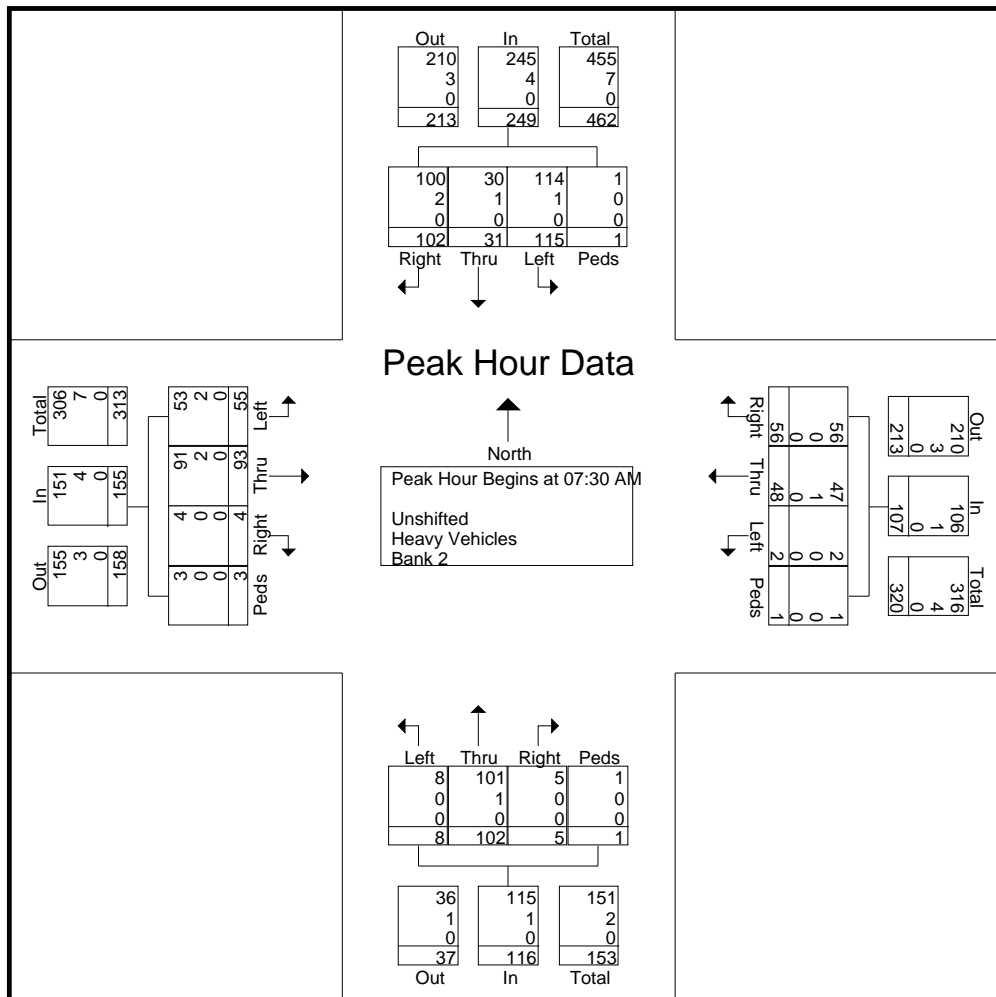 Out In Total
210 245 455
3 4 7
0 0 0
213 249 462
100 30 114 1
2 1 1 0
0 0 0 0
102 31 115 1
Right Thru Left Peds
Peak Hour Data
North
Peak Hour Begins at 07:30 AM
Unshifted
Heavy Vehicles
Bank 2
Total
306
7
0
313
In
151
4
0
155
Out
155
3
0
158
53
2
0
55
Left
91
2
0
93
Thru
4
0
0
4
Right
3
0
0
3
Peds
Right
56
0
0
56
Thru
47
1
0
48
Left
2
0
0
2
Peds
1
0
0
1
Out
210
3
0
213
In
106
1
0
107
Total
316
4
0
320
Left Thru Right Peds
8 101 5 1
0 1 0 0
0 0 0 0
8 102 5 1
36 115 151
1 1 2
0 0 0
37 116 153
Out In Total